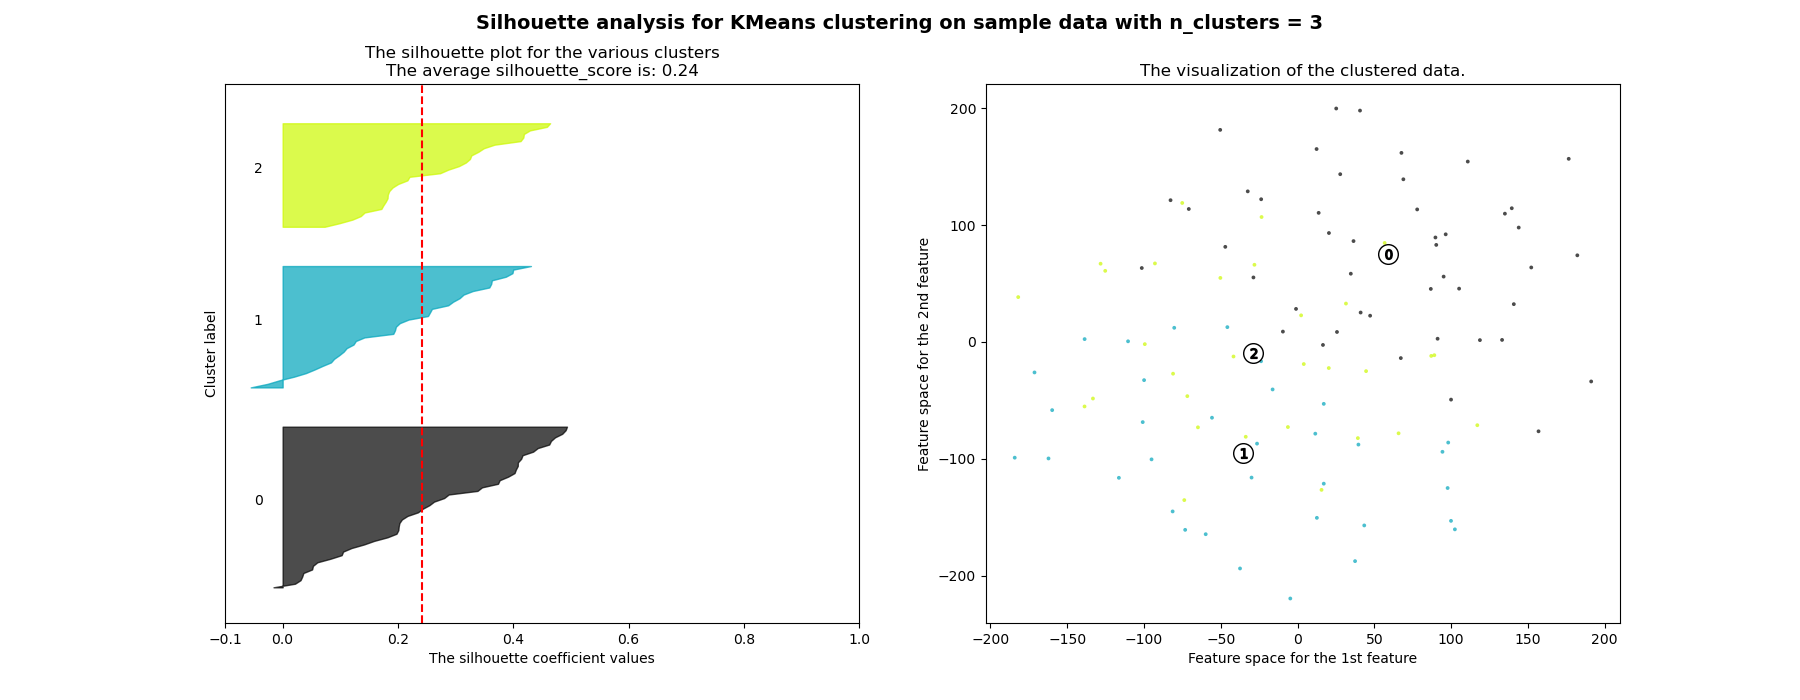 Silhouette analysis for KMeans clustering on sample data with n_clusters = 3
The silhouette plot for the various clusters
The average silhouette_score is: 0.24
2
1
0
Cluster label
−0.1 0.0 0.2 0.4 0.6 0.8 1.0
The silhouette coefficient values
The visualization of the clustered data.
200
100
0
−100
−200
Feature space for the 2nd feature
0
2
1
−200 −150 −100 −50 0 50 100 150 200
Feature space for the 1st feature